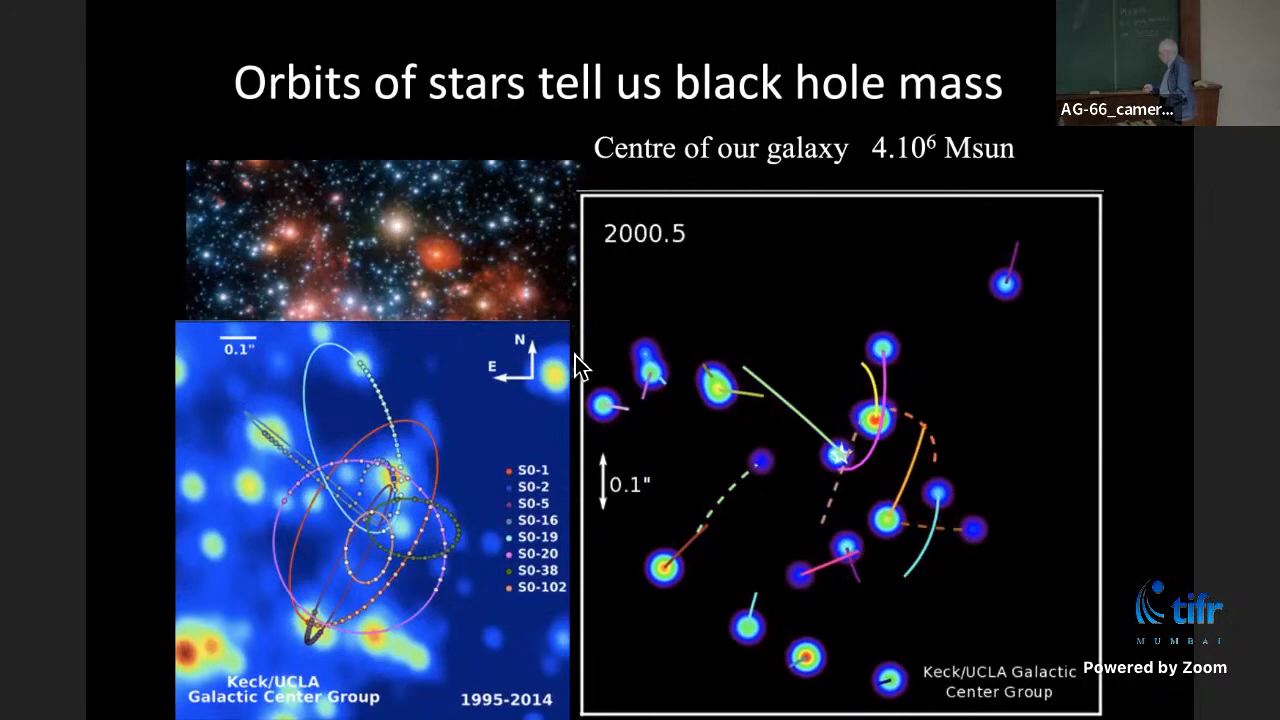 Orbits of stars tell us black hole mass
AG-66_camer...
Centre of our galaxy 4.10⁶ Msun
2000.5
0.1"
N
E
S0-1
S0-2
S0-5
S0-16
S0-19
S0-20
S0-38
S0-102
Keck/UCLA
Galactic Center Group
1995-2014
0.1"
Keck/UCLA Galactic
Center Group
tifr
MUMBAI
Powered by Zoom